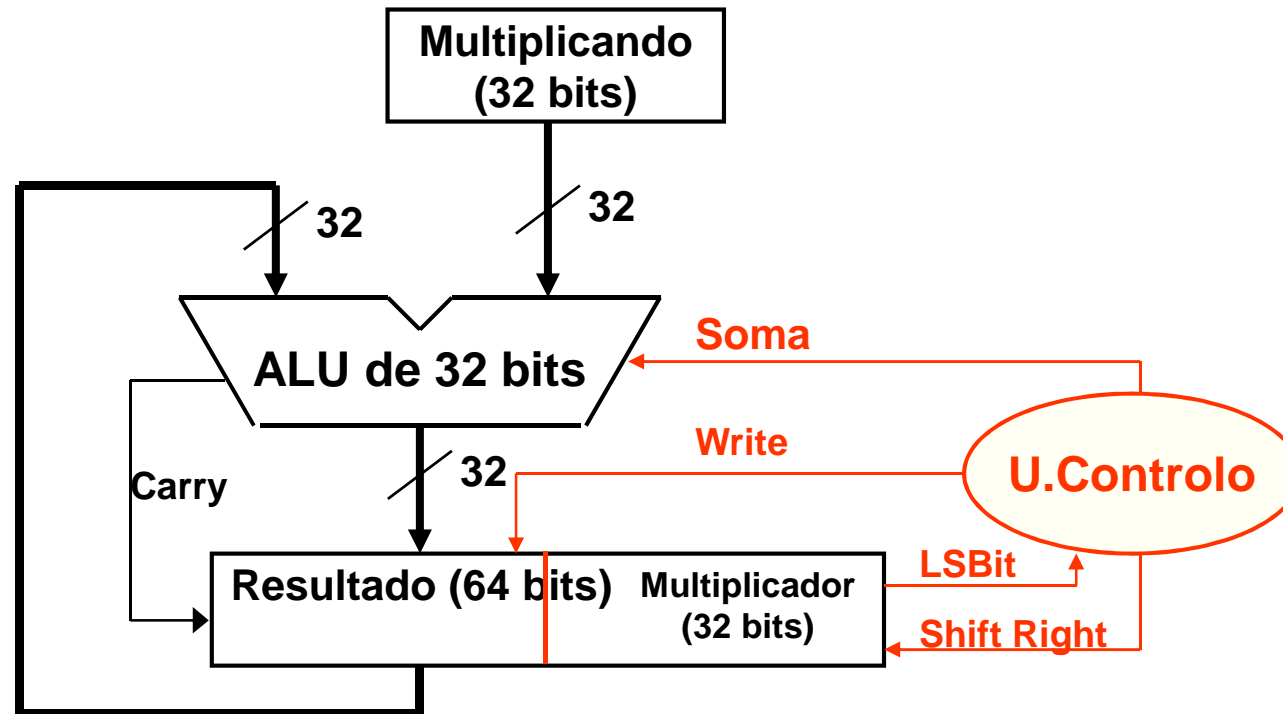 Multiplicando
(32 bits)
32
32
Soma
ALU de 32 bits
Write
32
Carry
U.Controlo
Resultado (64 bits)
Multiplicador
(32 bits)
LSBit
Shift Right